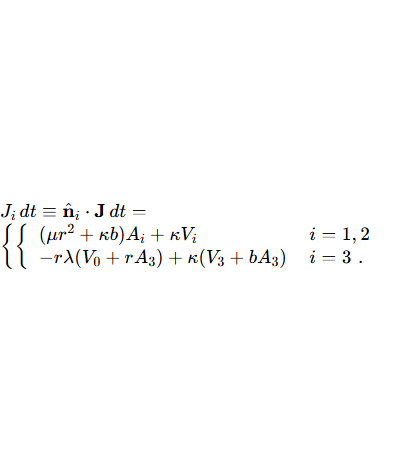 J_i dt ≡ n̂_i · J dt =
{ { (μr² + κb)A_i + κV_i    i = 1, 2
−rλ(V_0 + rA_3) + κ(V_3 + bA_3)    i = 3 .